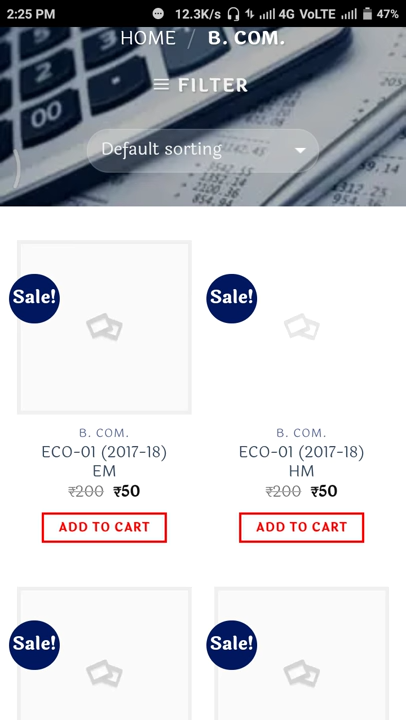 2:25 PM 12.3K/s 4G VoLTE 47%
HOME / B. COM.
FILTER
Default sorting
Sale! Sale!
B. COM. B. COM.
ECO-01 (2017-18) ECO-01 (2017-18)
EM HM
₹200 ₹50 ₹200 ₹50
ADD TO CART ADD TO CART
Sale! Sale!